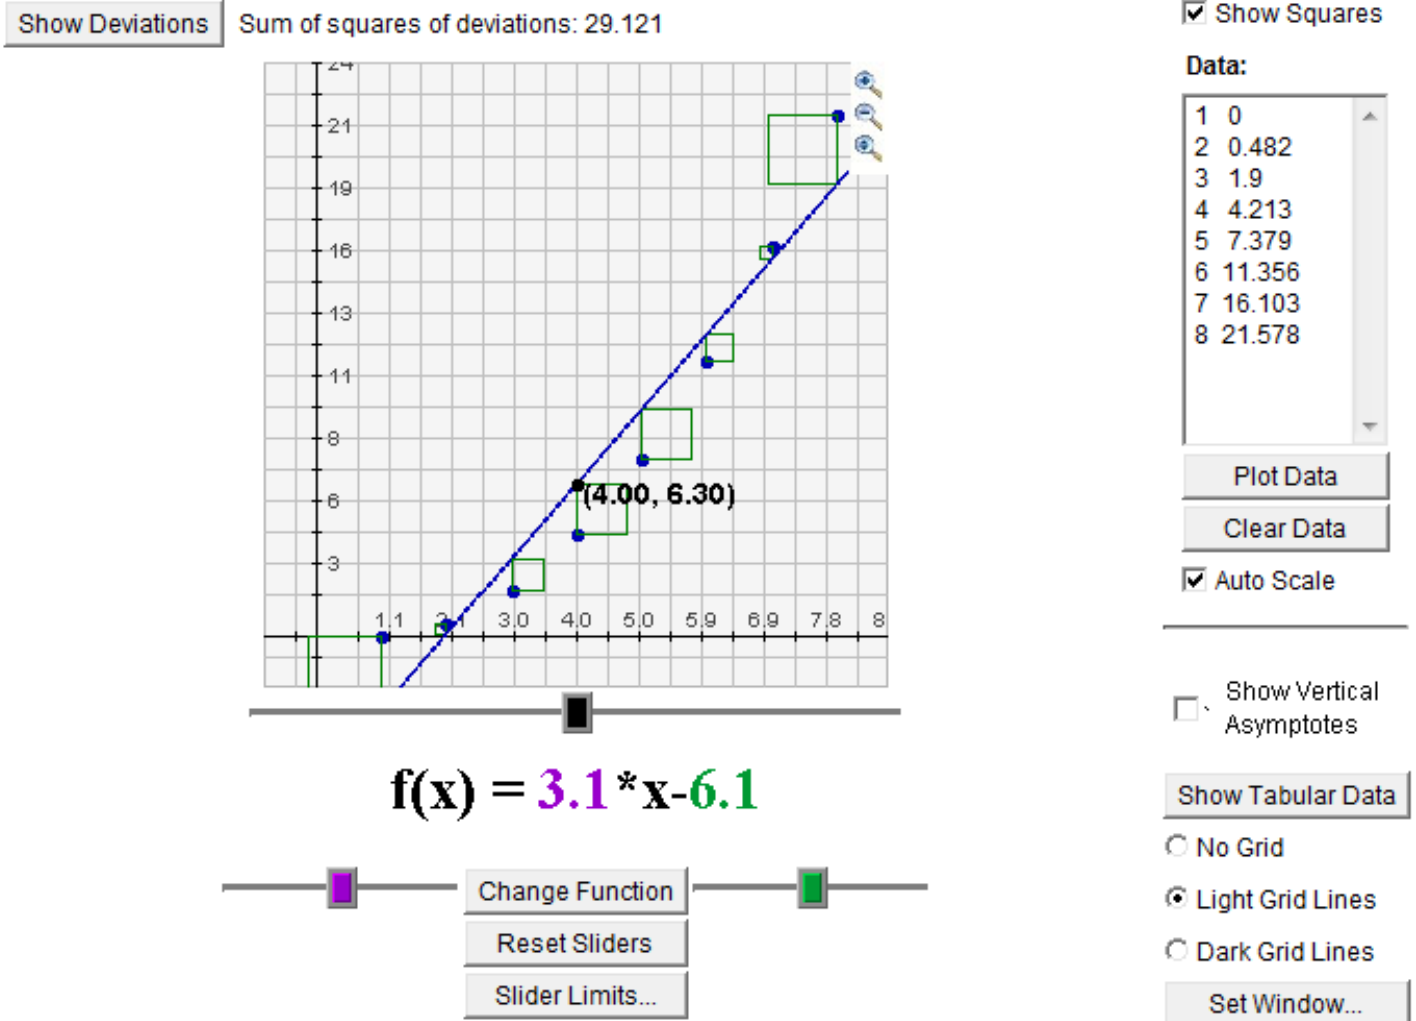 Show Deviations Sum of squares of deviations: 29.121
Show Squares
Data:
1 0
2 0.482
3 1.9
4 4.213
5 7.379
6 11.356
7 16.103
8 21.578
24
21
19
16
13
11
8
6
3
(4.00, 6.30)
1.1 2.1 3.0 4.0 5.0 5.9 6.9 7.8 8
Plot Data
Clear Data
Auto Scale
Show Vertical
Asymptotes
f(x) = 3.1*x-6.1
Show Tabular Data
No Grid
Light Grid Lines
Dark Grid Lines
Set Window...
Change Function
Reset Sliders
Slider Limits...